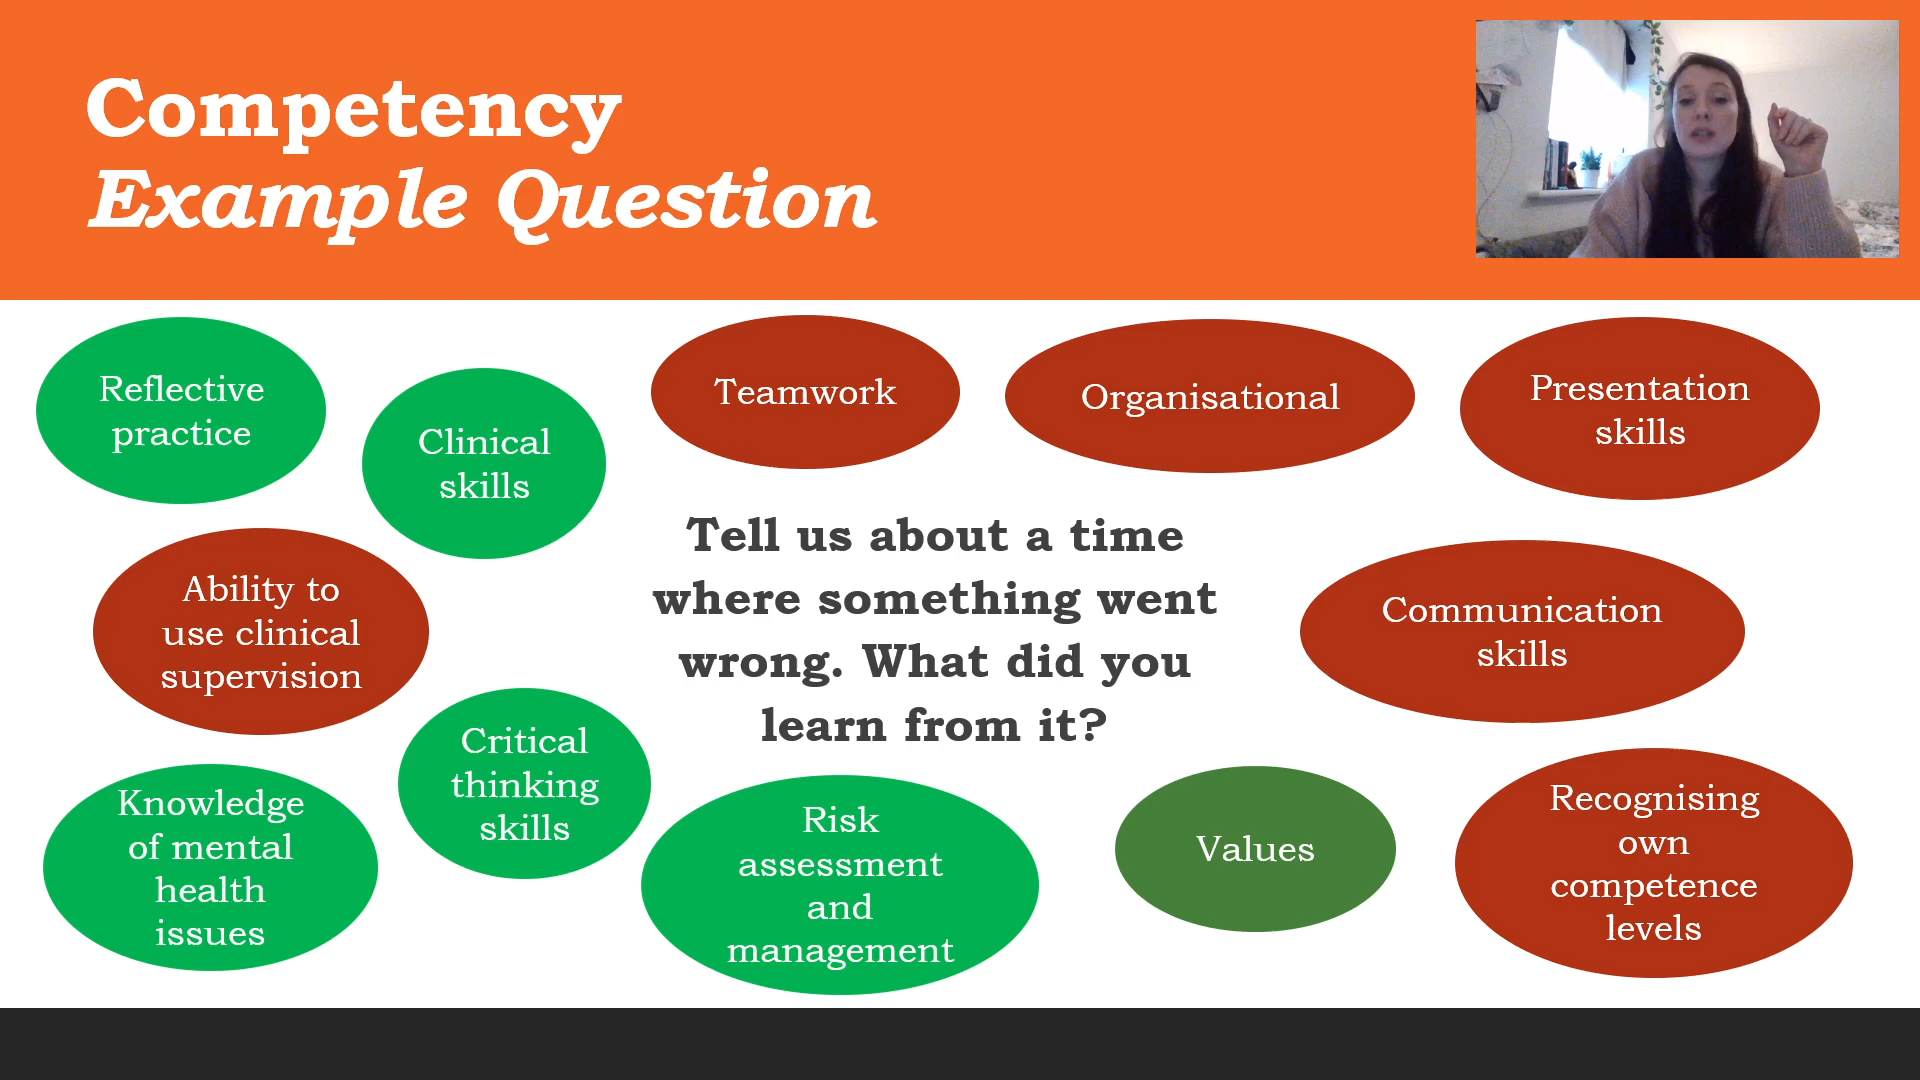 Competency
Example Question
Reflective
practice
Clinical
skills
Teamwork
Organisational
Presentation
skills
Tell us about a time
where something went
wrong. What did you
learn from it?
Ability to
use clinical
supervision
Communication
skills
Critical
thinking
skills
Knowledge
of mental
health
issues
Risk
assessment
and
management
Values
Recognising
own
competence
levels